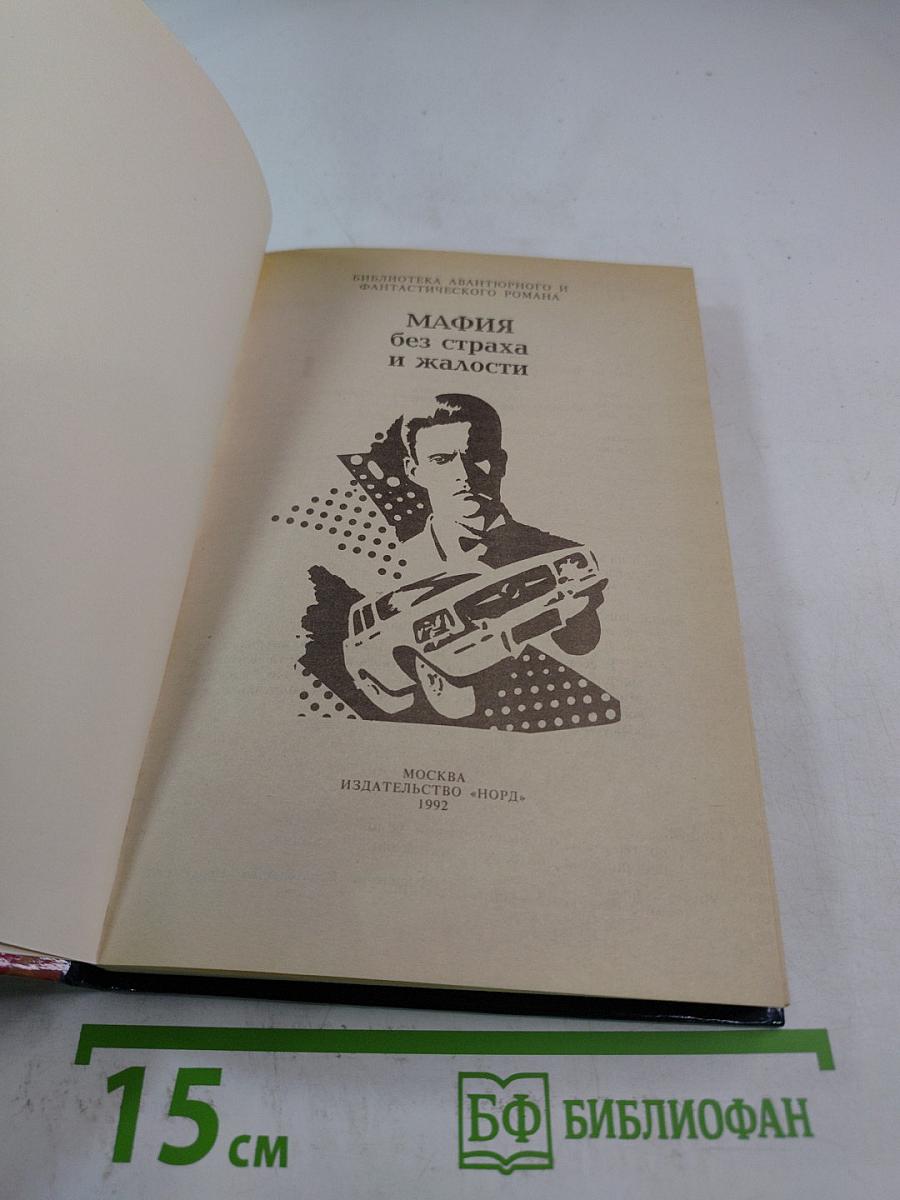 БИБЛИОТЕКА АВАНТЮРНОГО И
ФАНТАСТИЧЕСКОГО РОМАНА
МАФИЯ
без страха
и жалости
МОСКВА
ИЗДАТЕЛЬСТВО «НОРД»
1992
15 см
БФ БИБЛИОФАН